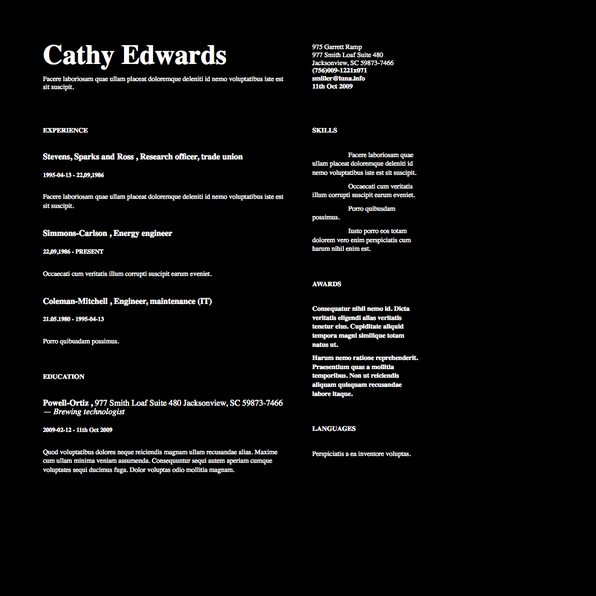 Cathy Edwards
Facere laboriosam quae ullam placeat doloremque deleniti id nemo voluptatibus iste est
sit suscipit.
975 Garrett Ramp
977 Smith Loaf Suite 480
Jacksonview, SC 59873-7466
(756)009-1221x071
smiller@luna.info
11th Oct 2009
EXPERIENCE
Stevens, Sparks and Ross , Research officer, trade union
1995-04-13 - 22,09,1986
Facere laboriosam quae ullam placeat doloremque deleniti id nemo voluptatibus iste est
sit suscipit.
Simmons-Carlson , Energy engineer
22,09,1986 - PRESENT
Occaecati cum veritatis illum corrupti suscipit earum eveniet.
Coleman-Mitchell , Engineer, maintenance (IT)
21.05.1980 - 1995-04-13
Porro quibusdam possimus.
EDUCATION
Powell-Ortiz , 977 Smith Loaf Suite 480 Jacksonview, SC 59873-7466
— Brewing technologist
2009-02-12 - 11th Oct 2009
Quod voluptatibus dolores neque reiciendis magnam ullam recusandae alias. Maxime
cum ullam minima veniam assumenda. Consequuntur sequi autem aperiam cumque
voluptates sequi ducimus fuga. Dolor voluptas odio mollitia magnam.
SKILLS
Facere laboriosam quae
ullam placeat doloremque deleniti id
nemo voluptatibus iste est sit suscipit.
Occaecati cum veritatis
illum corrupti suscipit earum eveniet.
Porro quibusdam
possimus.
Iusto porro eos totam
dolorem vero enim perspiciatis cum
harum nihil enim est.
AWARDS
Consequatur nihil nemo id. Dicta
veritatis eligendi alias veritatis
tenetur eius. Cupiditate aliquid
tempora magni similique totam
natus ut.
Harum nemo ratione reprehenderit.
Praesentium quas a mollitia
temporibus. Non ut reiciendis
aliquam quisquam recusandae
labore itaque.
LANGUAGES
Perspiciatis a ea inventore voluptas.